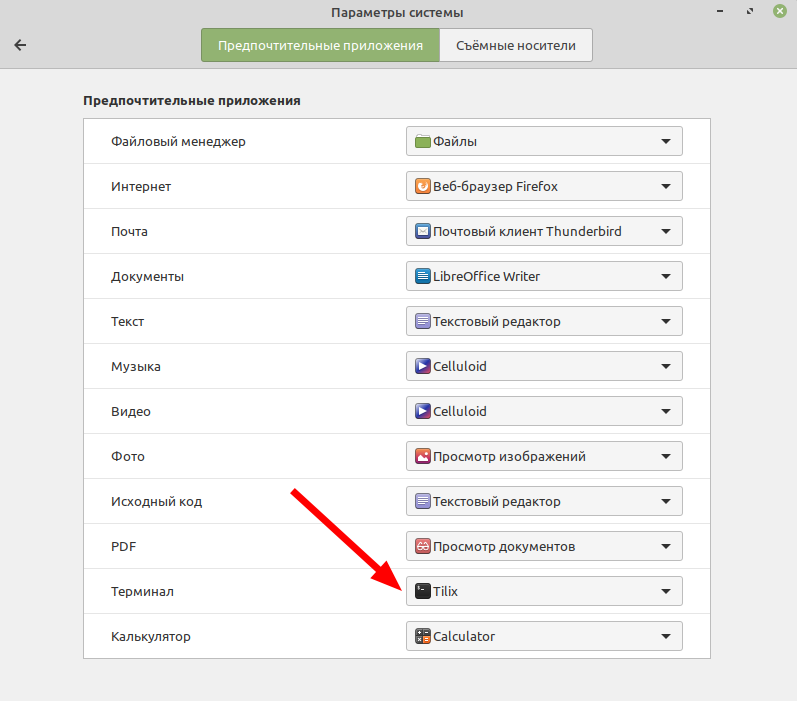 Параметры системы
Предпочтительные приложения Съёмные носители
Предпочтительные приложения
Файловый менеджер Файлы
Интернет Веб-браузер Firefox
Почта Почтовый клиент Thunderbird
Документы LibreOffice Writer
Текст Текстовый редактор
Музыка Celluloid
Видео Celluloid
Фото Просмотр изображений
Исходный код Текстовый редактор
PDF Просмотр документов
Терминал Tilix
Калькулятор Calculator